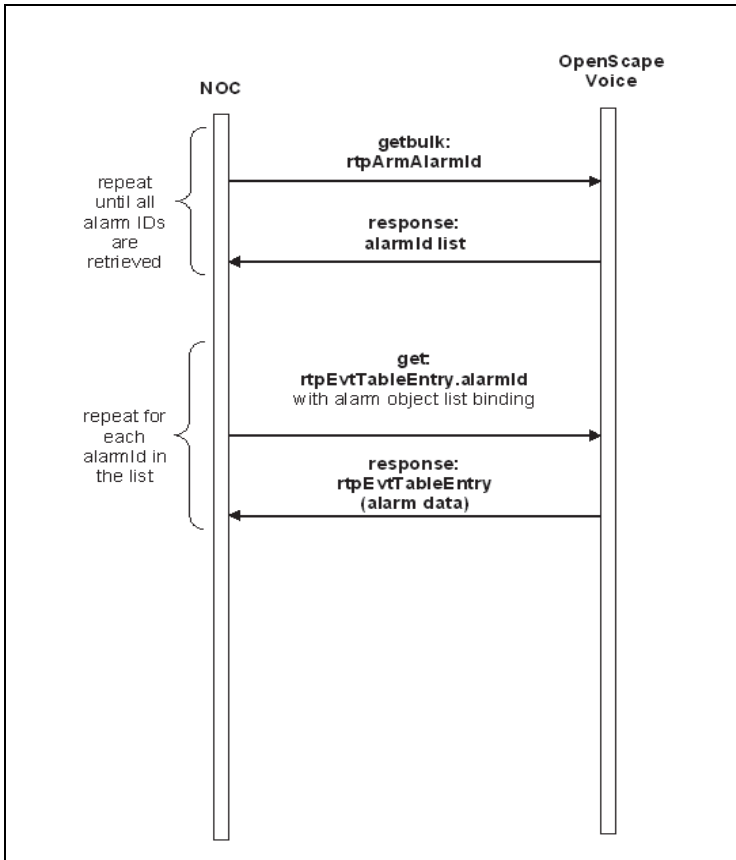 OpenScape
Voice
NOC
getbulk:
rtpArmAlarmId
repeat
until all
alarm IDs
are
retrieved
response:
alarmId list
get:
rtpEvtTableEntry.alarmId
with alarm object list binding
repeat for
each
alarmId in
the list
response:
rtpEvtTableEntry
(alarm data)